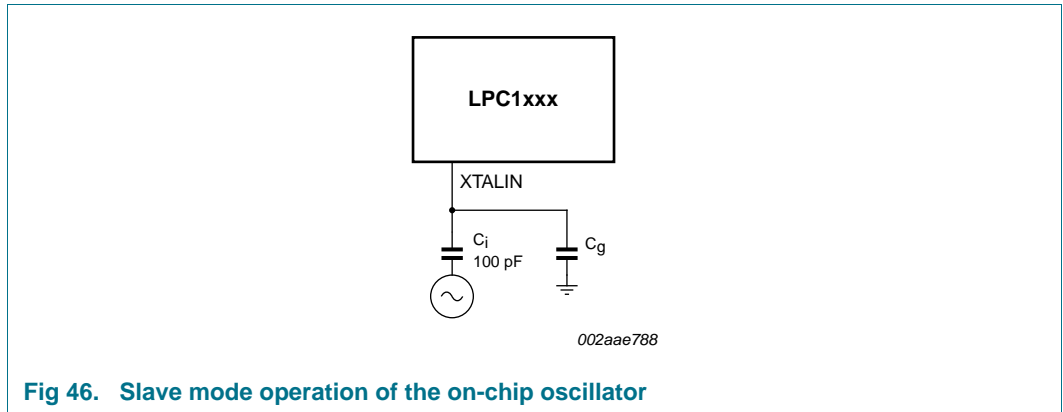 LPC1xxx
XTALIN
Ci
100 pF
Cg
002aae788
Fig 46. Slave mode operation of the on-chip oscillator